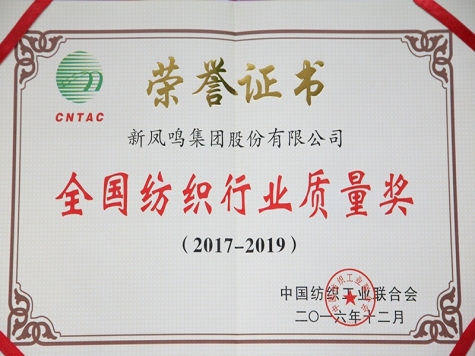 荣誉证书
CNTAC
新凤鸣集团股份有限公司
全国纺织行业质量奖
(2017-2019)
中国纺织工业联合会
二〇一六年十二月